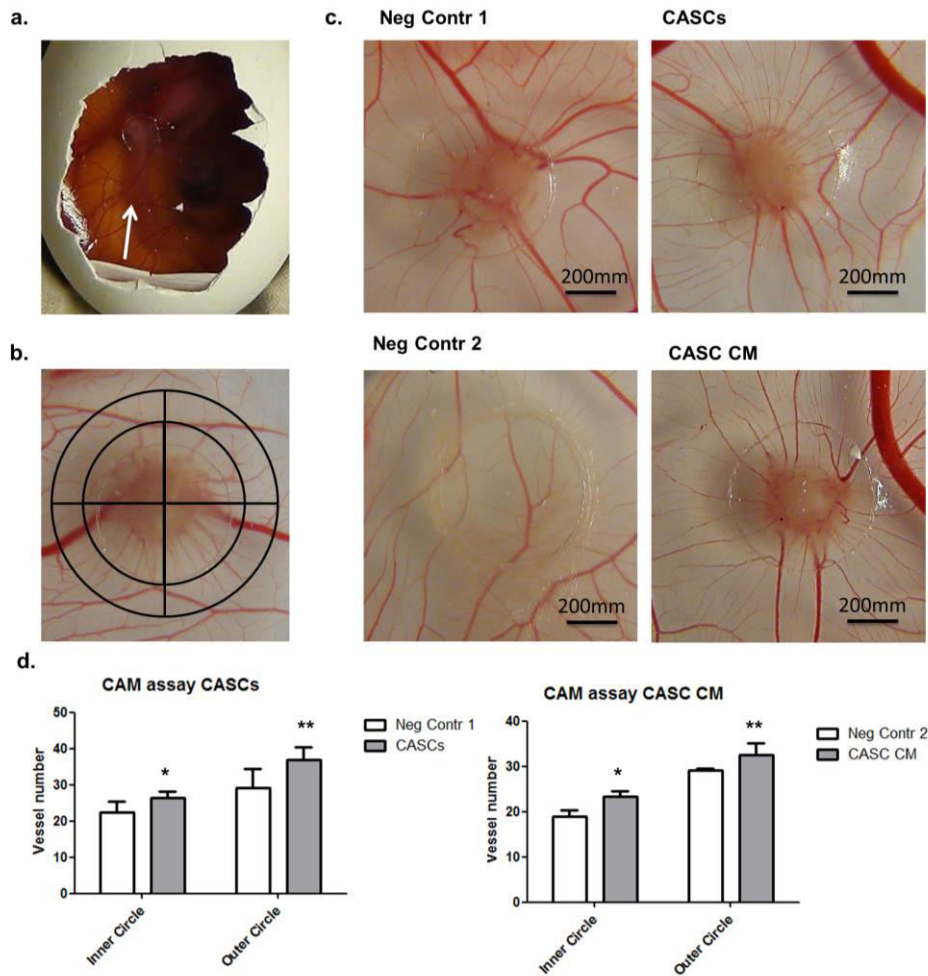 a.
c.
Neg Contr 1
CASCs
200mm
200mm
b.
Neg Contr 2
CASC CM
200mm
200mm
d.
CAM assay CASCs
50
40
30
20
10
0
Vessel number
*
**
Inner Circle
Outer Circle
Neg Contr 1
CASCs
CAM assay CASC CM
40
30
20
10
0
Vessel number
*
**
Inner Circle
Outer Circle
Neg Contr 2
CASC CM